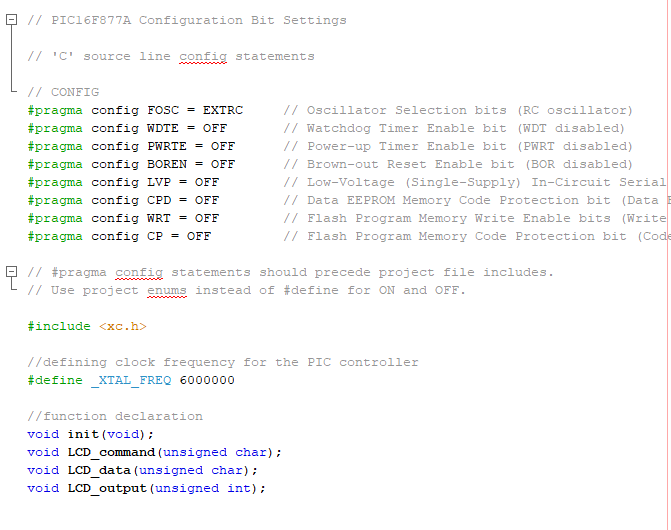 // PIC16F877A Configuration Bit Settings
// 'C' source line config statements
// CONFIG
#pragma config FOSC = EXTRC     // Oscillator Selection bits (RC oscillator)
#pragma config WDTE = OFF       // Watchdog Timer Enable bit (WDT disabled)
#pragma config PWRTE = OFF      // Power-up Timer Enable bit (PWRT disabled)
#pragma config BOREN = OFF      // Brown-out Reset Enable bit (BOR disabled)
#pragma config LVP = OFF        // Low-Voltage (Single-Supply) In-Circuit Serial
#pragma config CPD = OFF        // Data EEPROM Memory Code Protection bit (Data
#pragma config WRT = OFF        // Flash Program Memory Write Enable bits (Write
#pragma config CP = OFF         // Flash Program Memory Code Protection bit (Code
// #pragma config statements should precede project file includes.
// Use project enums instead of #define for ON and OFF.
#include <xc.h>
//defining clock frequency for the PIC controller
#define _XTAL_FREQ 6000000
//function declaration
void init(void);
void LCD_command(unsigned char);
void LCD_data(unsigned char);
void LCD_output(unsigned int);